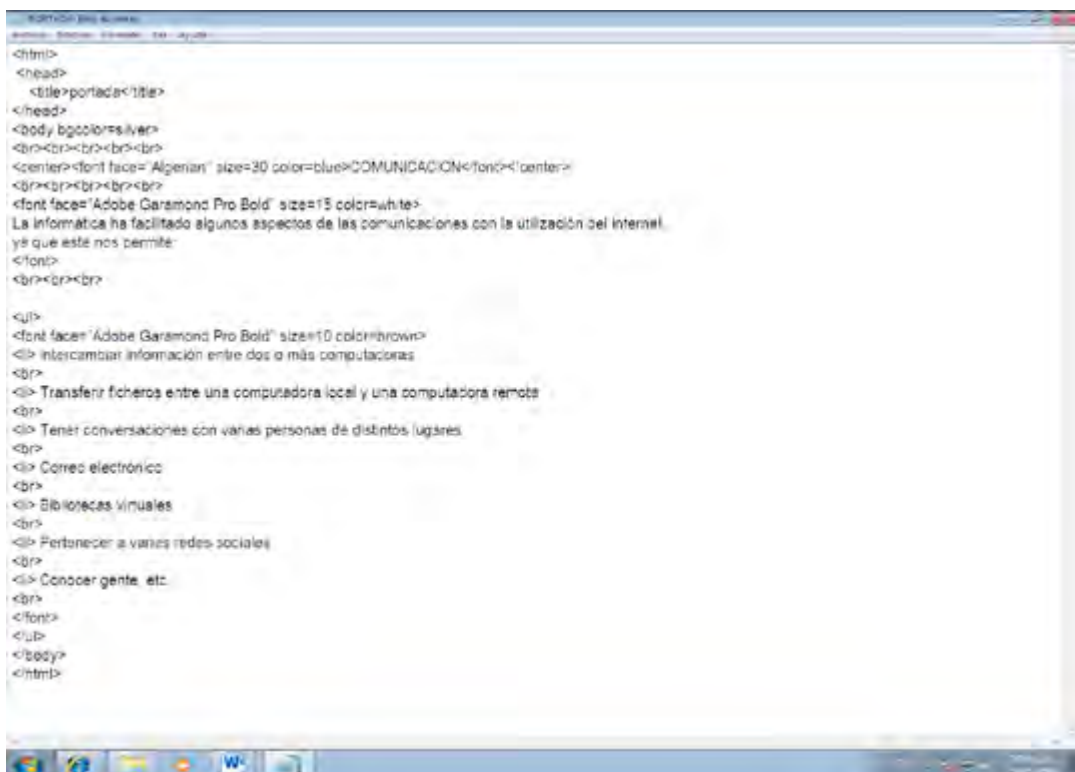 <html>
<head>
<title>portada</title>
</head>
<body bgcolor=silver>
<br><br><br><br><br>
<center><font face="Algerian" size=30 color=blue>COMUNICACION</font></center>
<br><br><br><br><br>
<font face="Adobe Garamond Pro Bold" size=15 color=white>
La informática ha facilitado algunos aspectos de las comunicaciones con la utilización del internet,
ya que este nos permite:
</font>
<br><br><br>
<ul>
<font face="Adobe Garamond Pro Bold" size=10 color=brown>
<li> Intercambiar información entre dos o más computadoras
<br>
<li> Transferir ficheros entre una computadora local y una computadora remota
<br>
<li> Tener conversaciones con varias personas de distintos lugares
<br>
<li> Correo electrónico
<br>
<li> Bibliotecas virtuales
<br>
<li> Pertenecer a varias redes sociales
<br>
<li> Conocer gente, etc.
<br>
</font>
</ul>
</body>
</html>
W